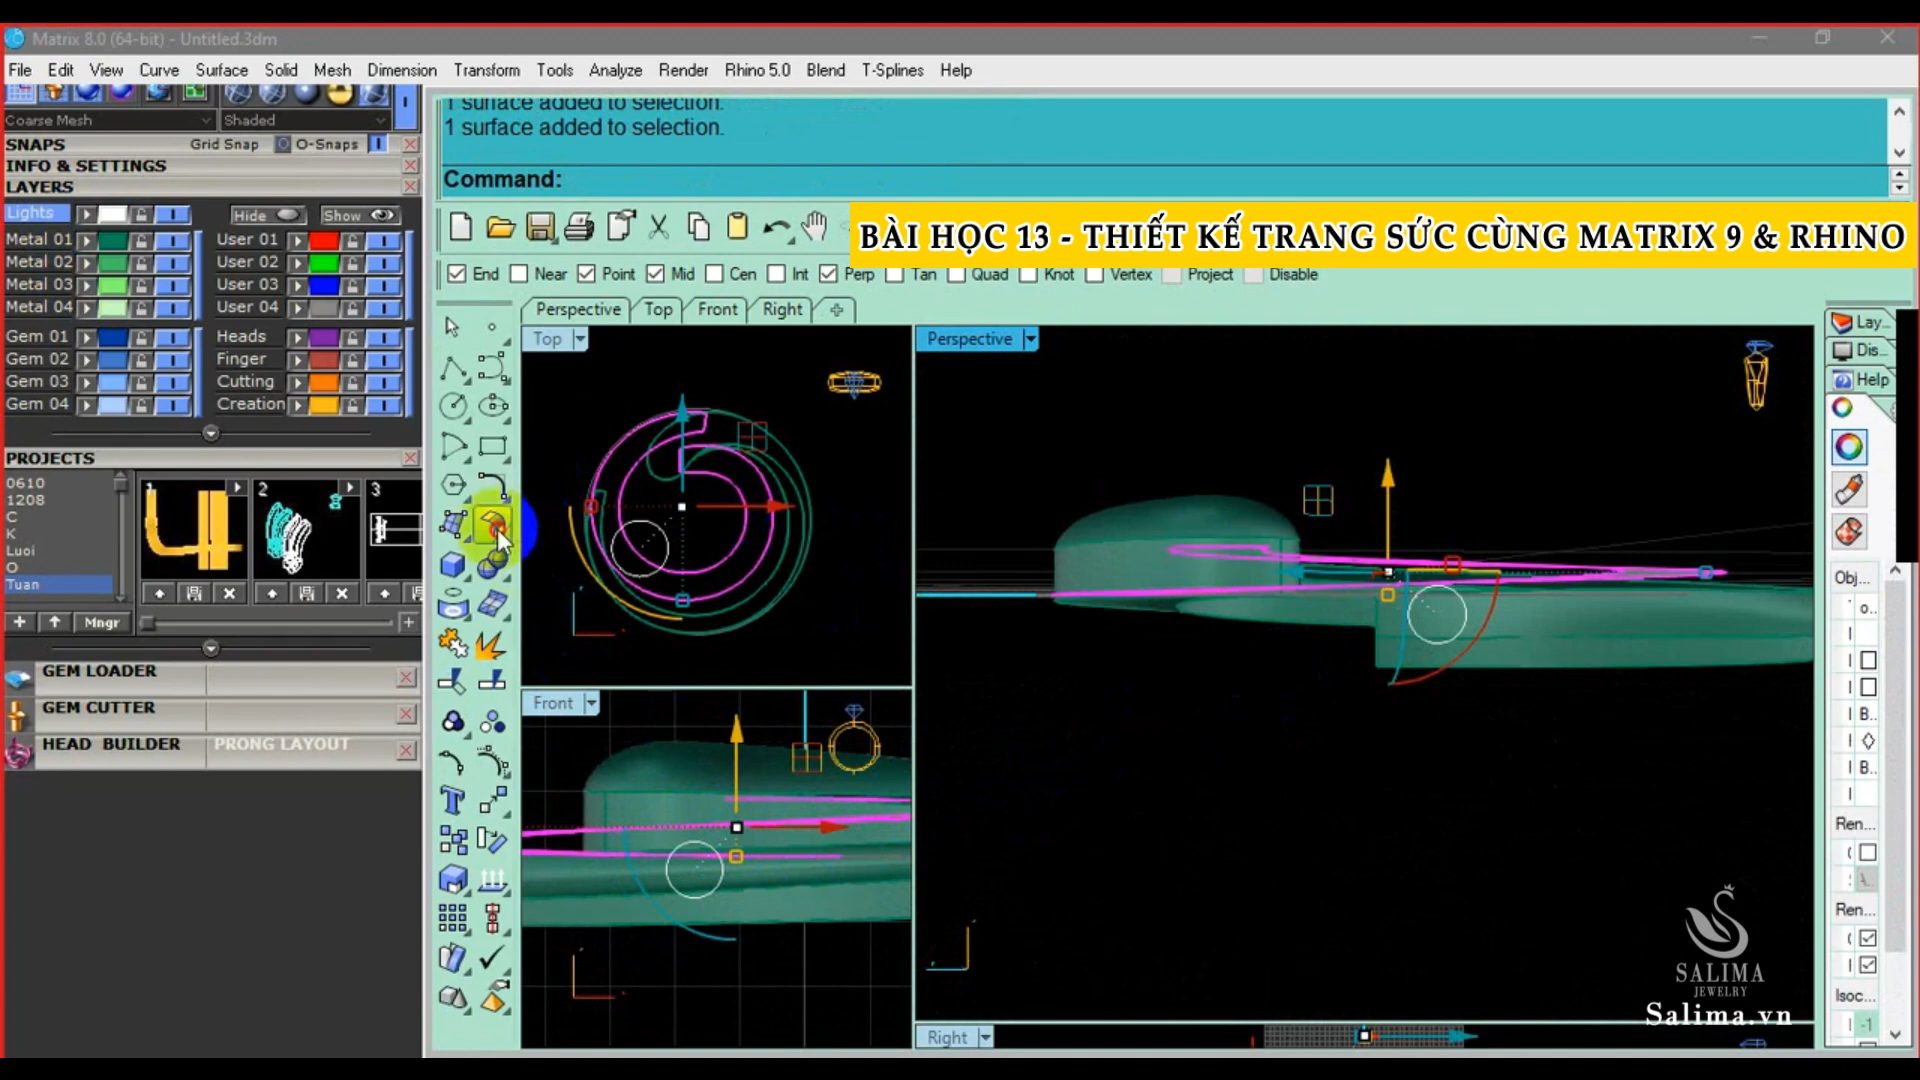 Matrix 8.0 (64-bit) - Untitled.3dm
File Edit View Curve Surface Solid Mesh Dimension Transform Tools Analyze Render Rhino 5.0 Blend T-Splines Help
1 surface added to selection.
1 surface added to selection.
Command:
BÀI HỌC 13 - THIẾT KẾ TRANG SỨC CÙNG MATRIX 9 & RHINO
End Near Point Mid Cen Int Perp Tan Quad Knot Vertex Project Disable
Perspective Top Front Right
Coarse Mesh Shaded
SNAPS Grid Snap O-Snaps
INFO & SETTINGS
LAYERS
Lights Hide Show
Metal 01 User 01
Metal 02 User 02
Metal 03 User 03
Metal 04 User 04
Gem 01 Heads
Gem 02 Finger
Gem 03 Cutting
Gem 04 Creation
PROJECTS
0610
1208
C
K
Luoi
O
Tuan
1 2 3
Mngr
GEM LOADER
GEM CUTTER
HEAD BUILDER PRONG LAYOUT
Top
Perspective
Front
Right
Lay...
Dis...
Help
Obj...
o..
B..
B..
Ren...
Ren...
Isoc...
-1
SALIMA
JEWELRY
Salima.vn